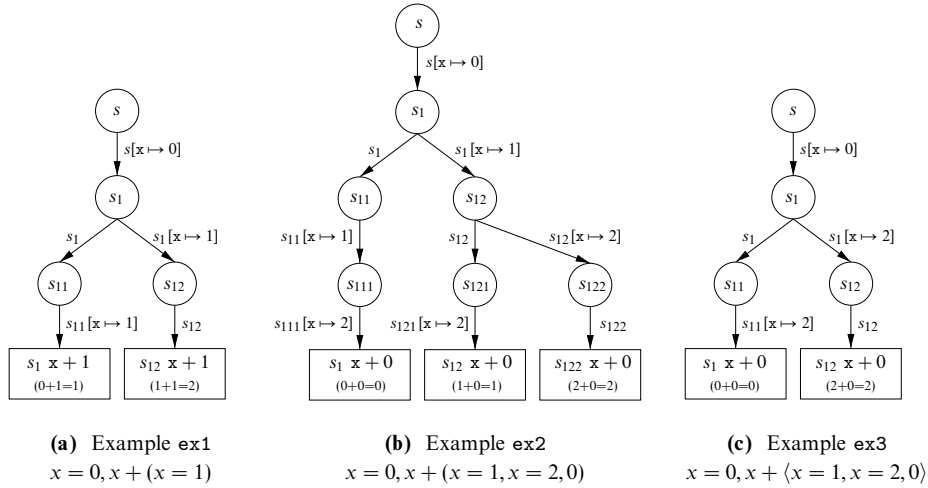 s
s[x ↦ 0]
s₁
s₁
s₁[x ↦ 1]
s₁₁
s₁₂
s₁₁[x ↦ 1]
s₁₂
s₁ x + 1
(0+1=1)
s₁₂ x + 1
(1+1=2)
(a) Example ex1
x = 0, x + (x = 1)
s
s[x ↦ 0]
s₁
s₁
s₁[x ↦ 1]
s₁₁
s₁₂
s₁₁[x ↦ 1]
s₁₂
s₁₂[x ↦ 2]
s₁₁₁
s₁₂₁
s₁₂₂
s₁₁₁[x ↦ 2]
s₁₂₁[x ↦ 2]
s₁₂₂
s₁ x + 0
(0+0=0)
s₁₂ x + 0
(1+0=1)
s₁₂₂ x + 0
(2+0=2)
(b) Example ex2
x = 0, x + (x = 1, x = 2, 0)
s
s[x ↦ 0]
s₁
s₁
s₁[x ↦ 2]
s₁₁
s₁₂
s₁₁[x ↦ 2]
s₁₂
s₁ x + 0
(0+0=0)
s₁₂ x + 0
(2+0=2)
(c) Example ex3
x = 0, x + ⟨x = 1, x = 2, 0⟩